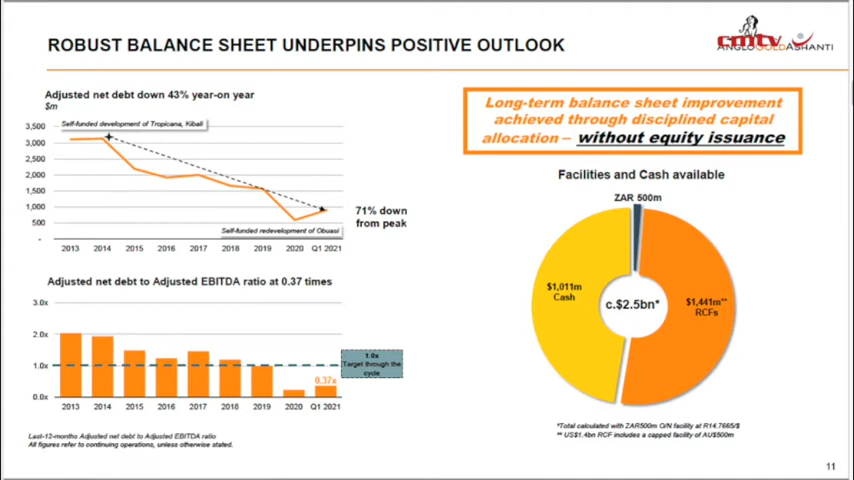 ROBUST BALANCE SHEET UNDERPINS POSITIVE OUTLOOK
cmtv
ANGLOGOLDASHANTI
Adjusted net debt down 43% year-on year
$m
Self-funded development of Tropicana, Kibali
3,500
3,000
2,500
2,000
1,500
1,000
500
-
Self-funded redevelopment of Obuasi
2013 2014 2015 2016 2017 2018 2019 2020 Q1 2021
71% down
from peak
Adjusted net debt to Adjusted EBITDA ratio at 0.37 times
3.0x
2.0x
1.0x
0.0x
0.37x
1.0x
Target through the
cycle
2013 2014 2015 2016 2017 2018 2019 2020 Q1 2021
Last-12-months Adjusted net debt to Adjusted EBITDA ratio
All figures refer to continuing operations, unless otherwise stated.
Long-term balance sheet improvement
achieved through disciplined capital
allocation – without equity issuance
Facilities and Cash available
ZAR 500m
$1,011m
Cash
c.$2.5bn*
$1,441m**
RCFs
*Total calculated with ZAR500m O/N facility at R14.7665/$
** US$1.4bn RCF includes a capped facility of AU$500m
11